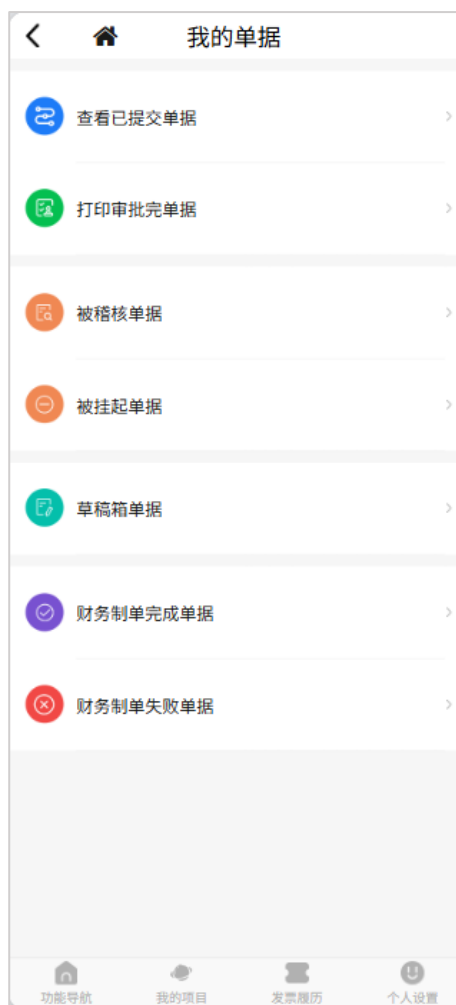 我的单据
查看已提交单据
打印审批完单据
被稽核单据
被挂起单据
草稿箱单据
财务制单完成单据
财务制单失败单据
功能导航 我的项目 发票履历 个人设置